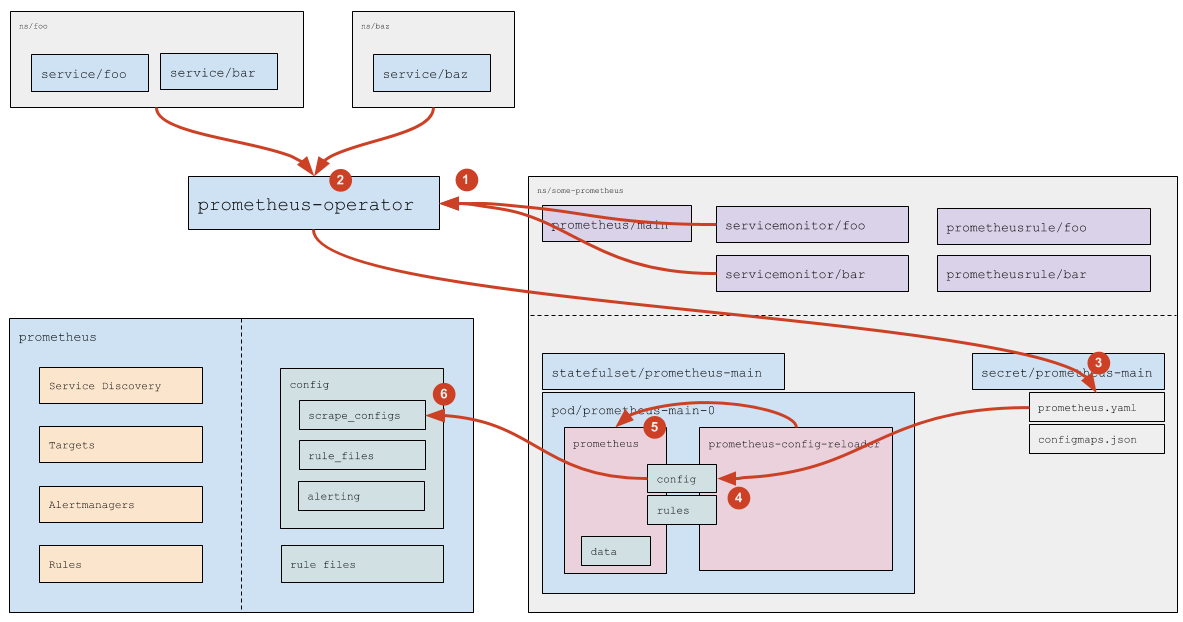 ns/foo
service/foo
service/bar
ns/baz
service/baz
prometheus-operator
2
1
ns/some-prometheus
prometheus/main
servicemonitor/foo
prometheusrule/foo
servicemonitor/bar
prometheusrule/bar
statefulset/prometheus-main
secret/prometheus-main
3
prometheus.yaml
configmaps.json
pod/prometheus-main-0
prometheus
5
prometheus-config-reloader
config
4
rules
data
prometheus
Service Discovery
Targets
Alertmanagers
Rules
config
6
scrape_configs
rule_files
alerting
rule files